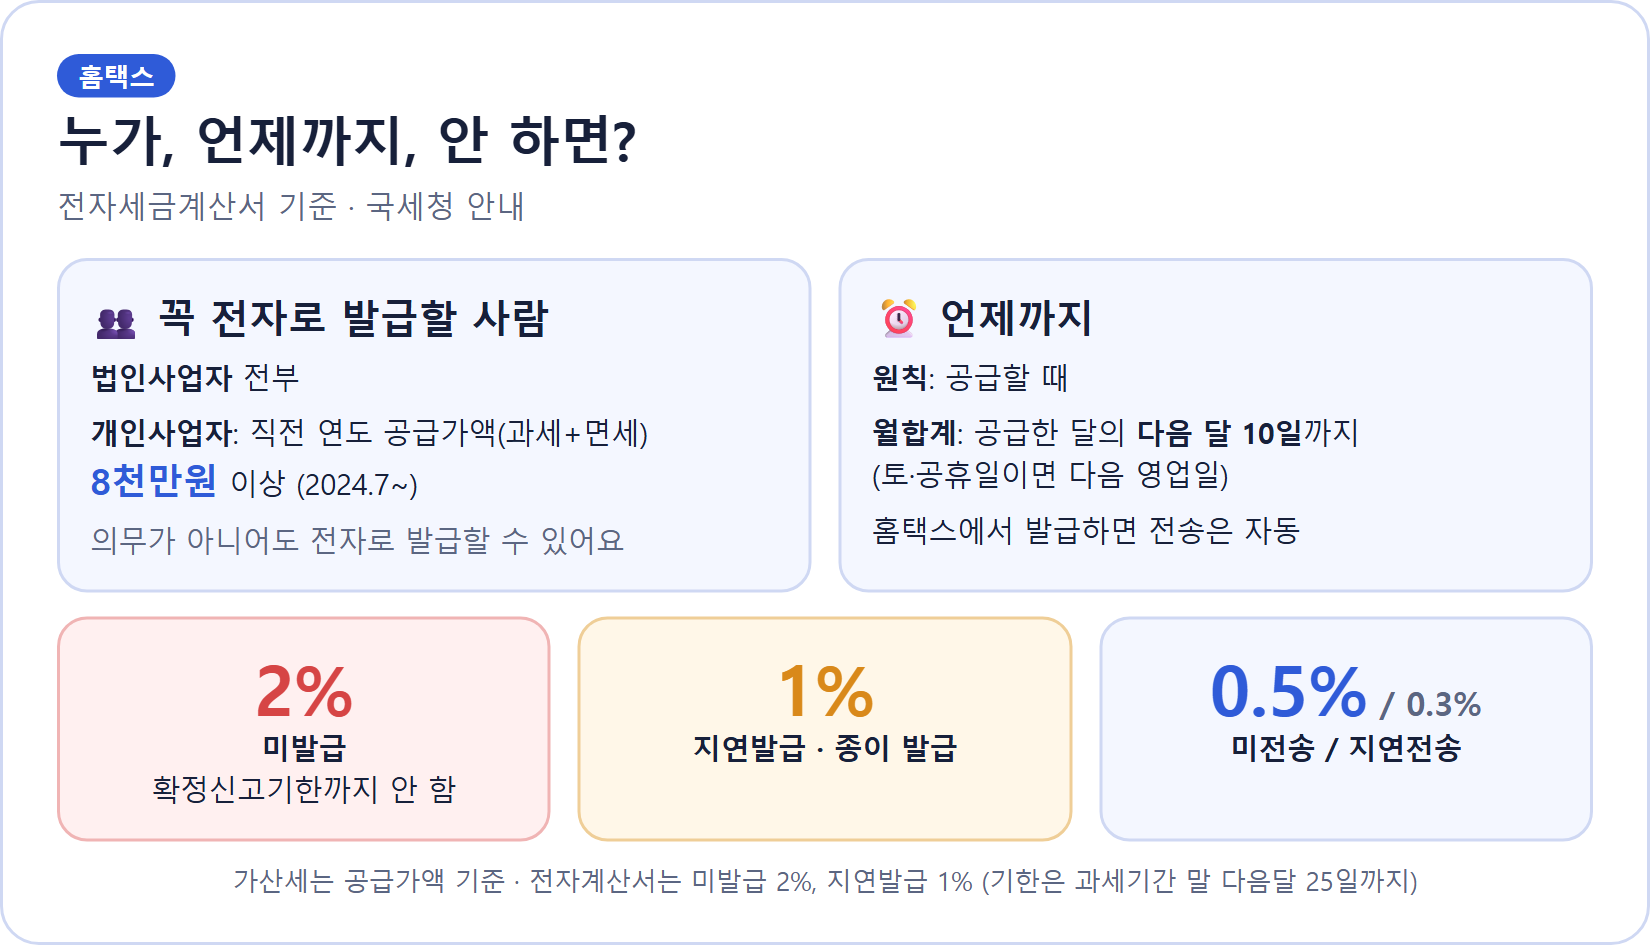 홈택스
누가, 언제까지, 안 하면?
전자세금계산서 기준 · 국세청 안내
꼭 전자로 발급할 사람
법인사업자 전부
개인사업자: 직전 연도 공급가액(과세+면세)
8천만원 이상 (2024.7~)
의무가 아니어도 전자로 발급할 수 있어요
언제까지
원칙: 공급할 때
월합계: 공급한 달의 다음 달 10일까지
(토·공휴일이면 다음 영업일)
홈택스에서 발급하면 전송은 자동
2%
미발급
확정신고기한까지 안 함
1%
지연발급 · 종이 발급
0.5% / 0.3%
미전송 / 지연전송
가산세는 공급가액 기준 · 전자계산서는 미발급 2%, 지연발급 1% (기한은 과세기간 말 다음달 25일까지)